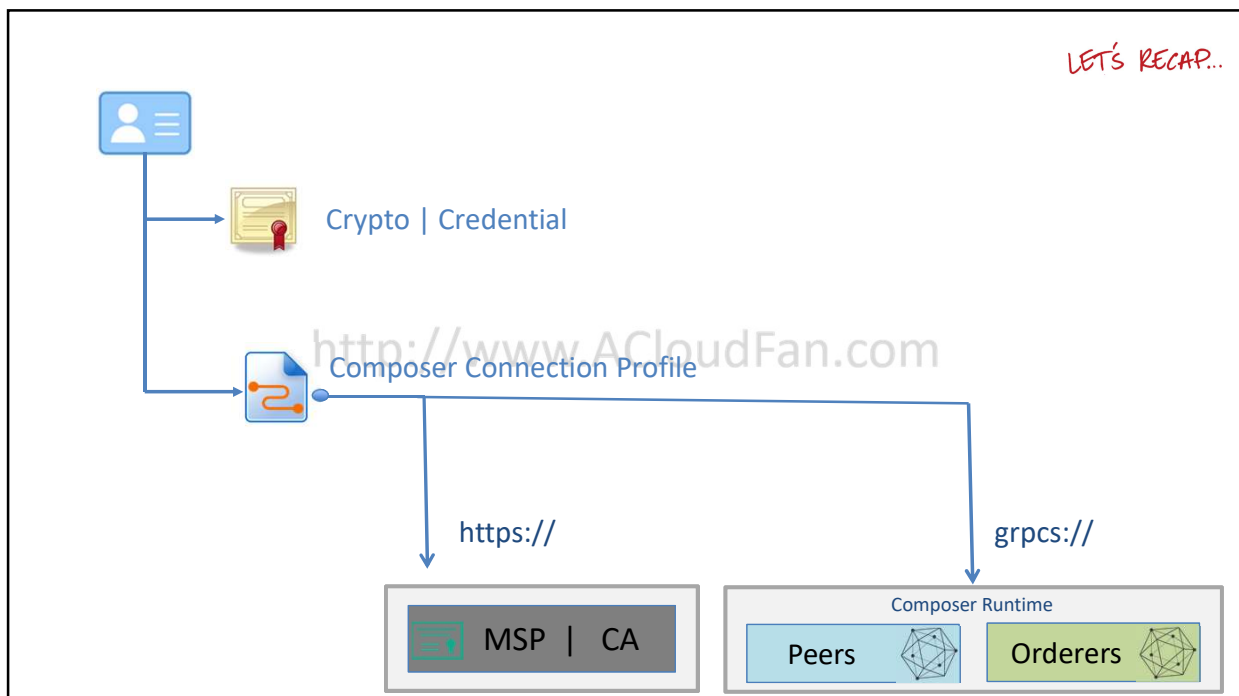 LET'S RECAP...
Crypto | Credential
http://www.ACloudFan.com
Composer Connection Profile
https://
grpcs://
MSP | CA
Composer Runtime
Peers
Orderers